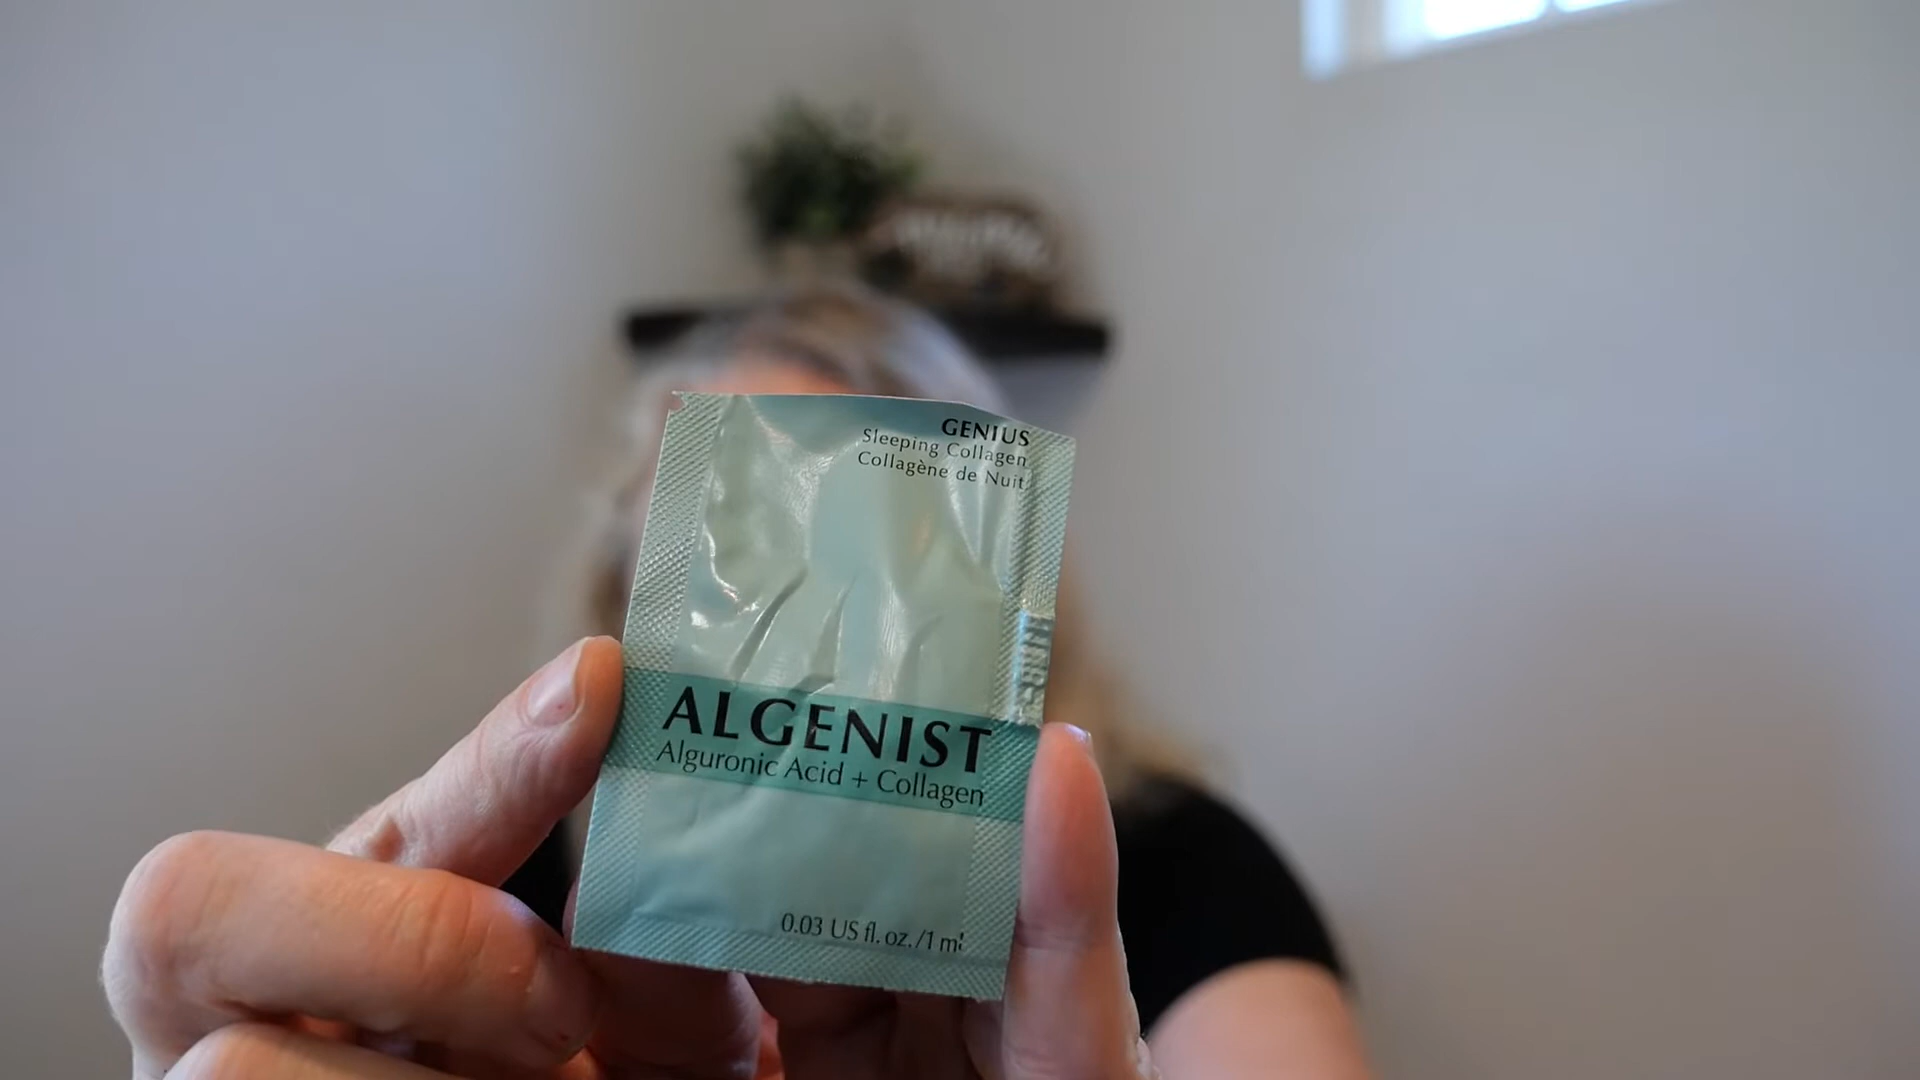 GENIUS
Sleeping Collagen
Collagène de Nuit
ALGENIST
Alguronic Acid + Collagen
0.03 US fl. oz./1 ml